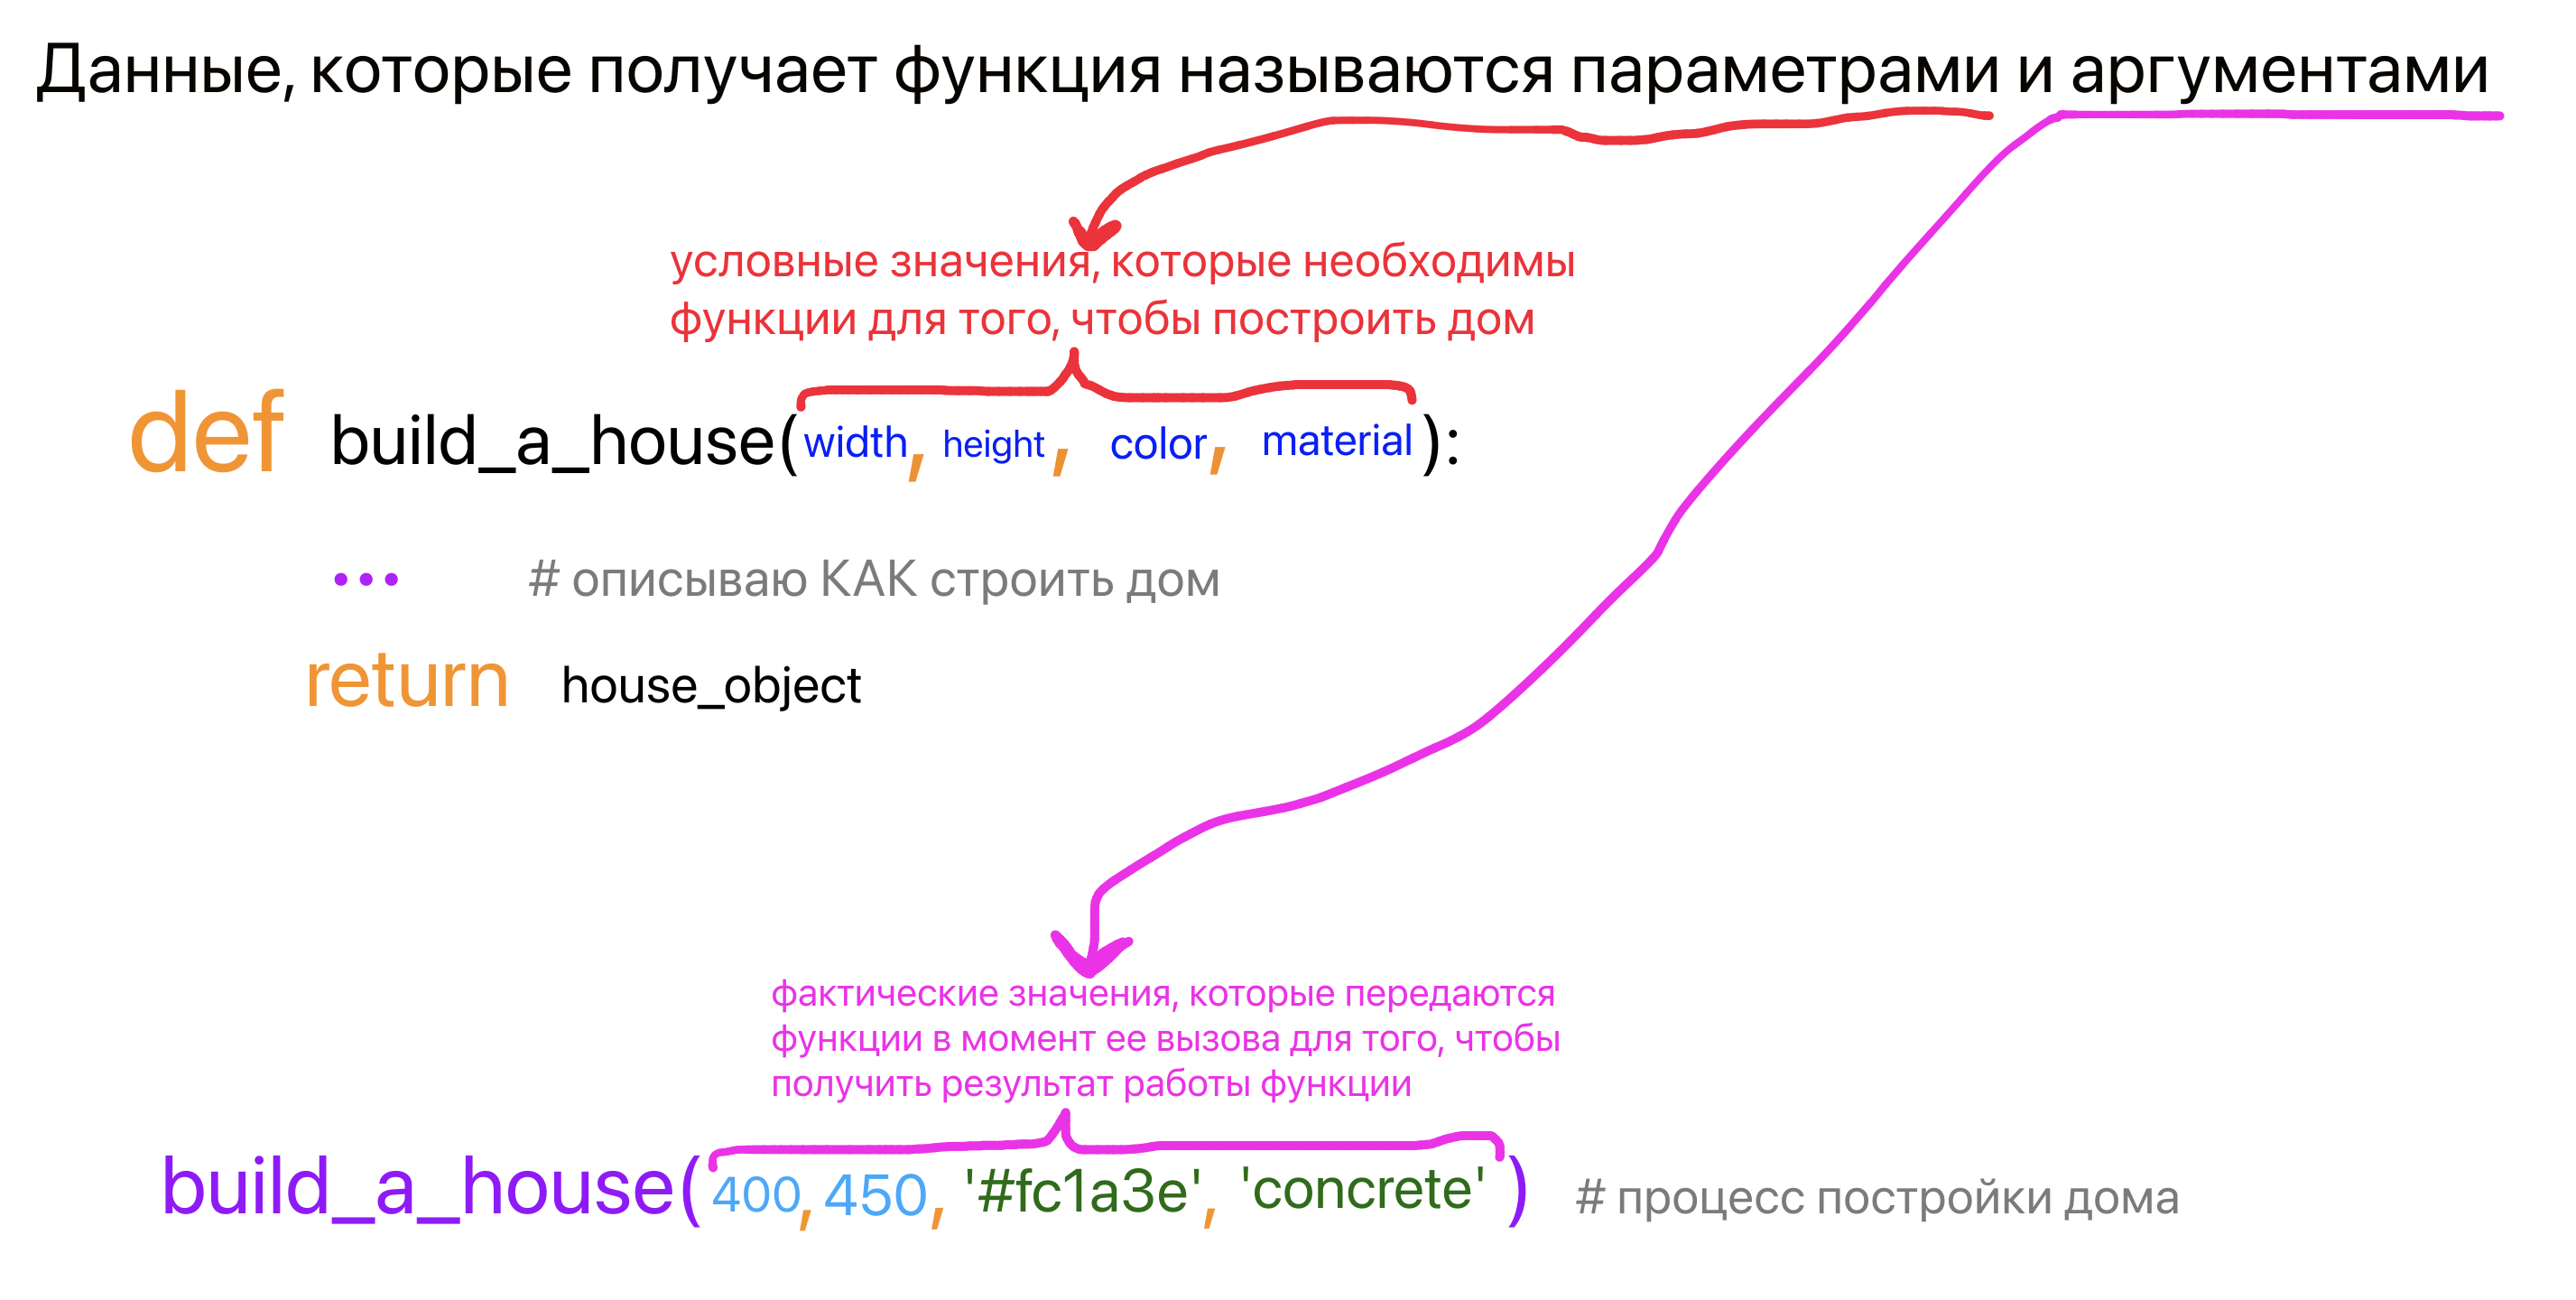 Данные, которые получает функция называются параметрами и аргументами
условные значения, которые необходимы
функции для того, чтобы построить дом
def build_a_house(width, height, color, material):
... # описываю КАК строить дом
return house_object
фактические значения, которые передаются
функции в момент ее вызова для того, чтобы
получить результат работы функции
build_a_house(400, 450, '#fc1a3e', 'concrete') # процесс постройки дома